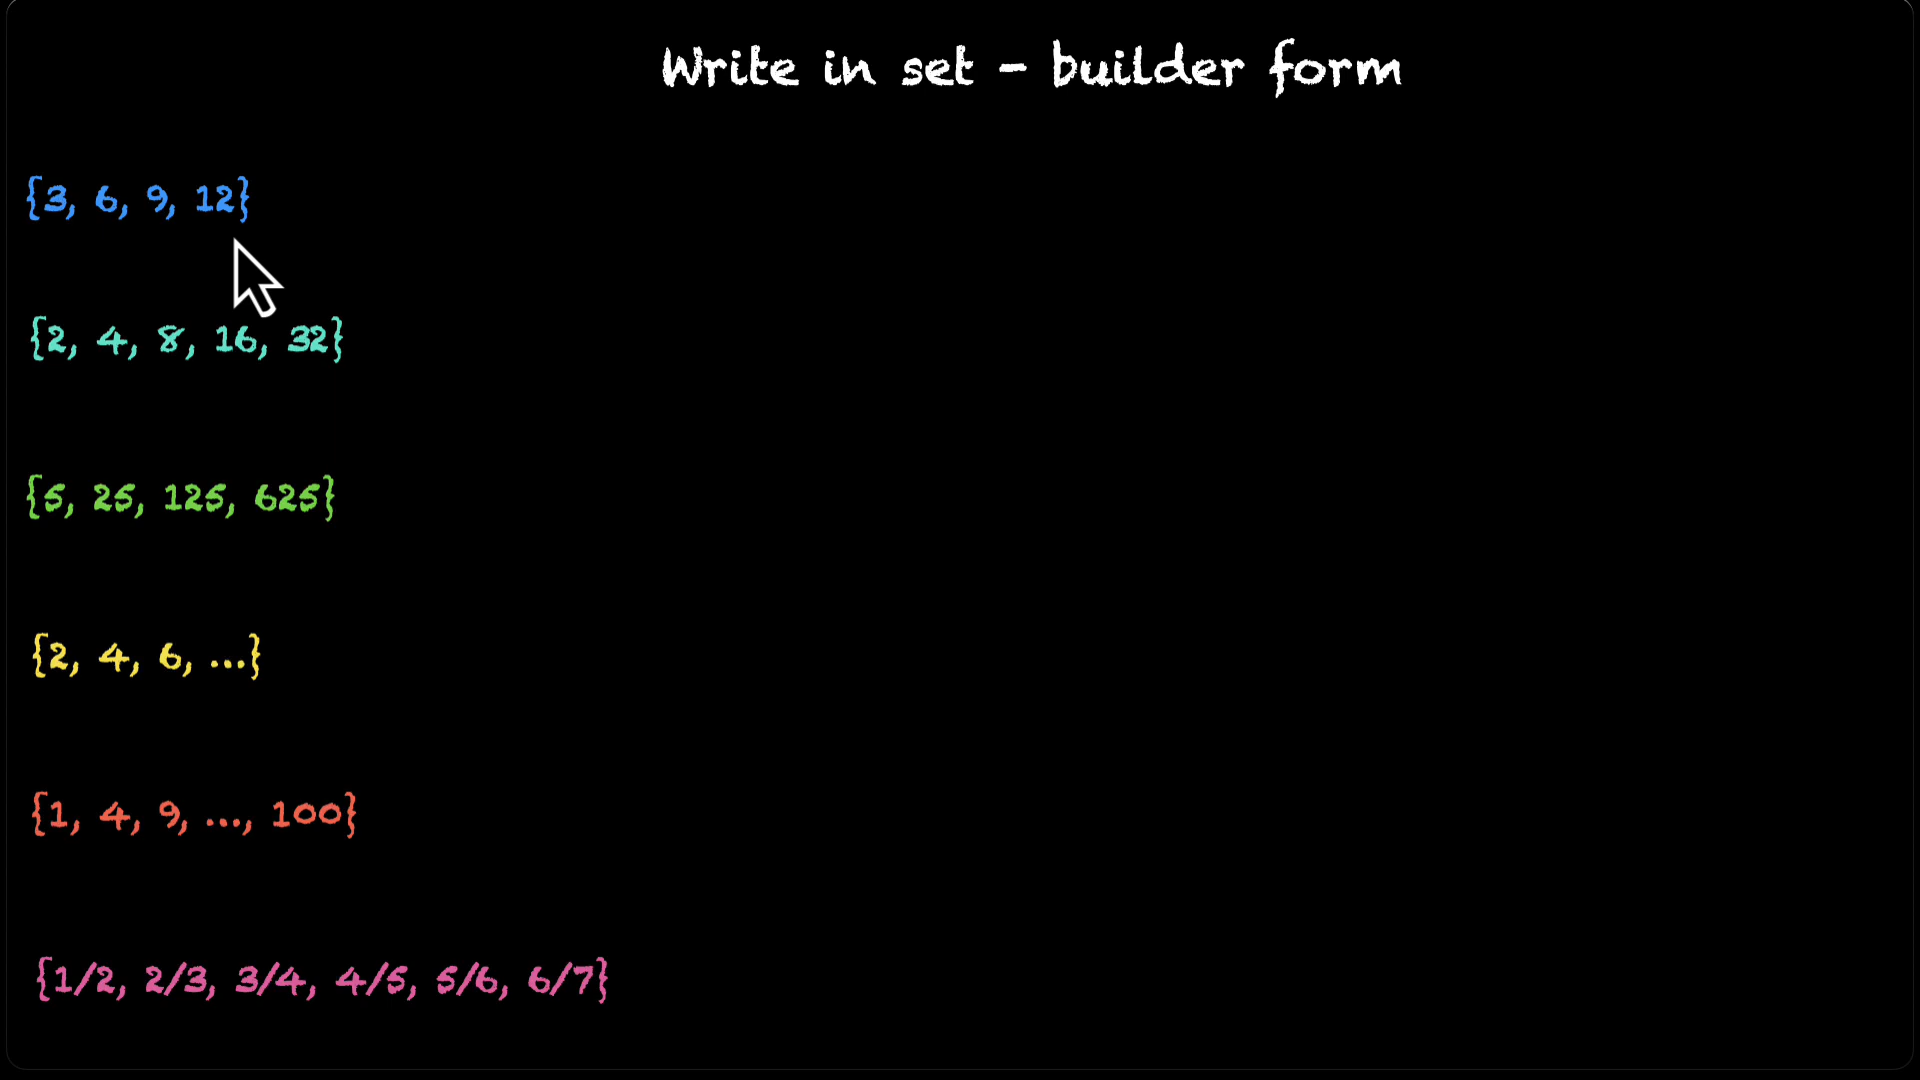 Write in set - builder form
{3, 6, 9, 12}
{2, 4, 8, 16, 32}
{5, 25, 125, 625}
{2, 4, 6, ...}
{1, 4, 9, ..., 100}
{1/2, 2/3, 3/4, 4/5, 5/6, 6/7}